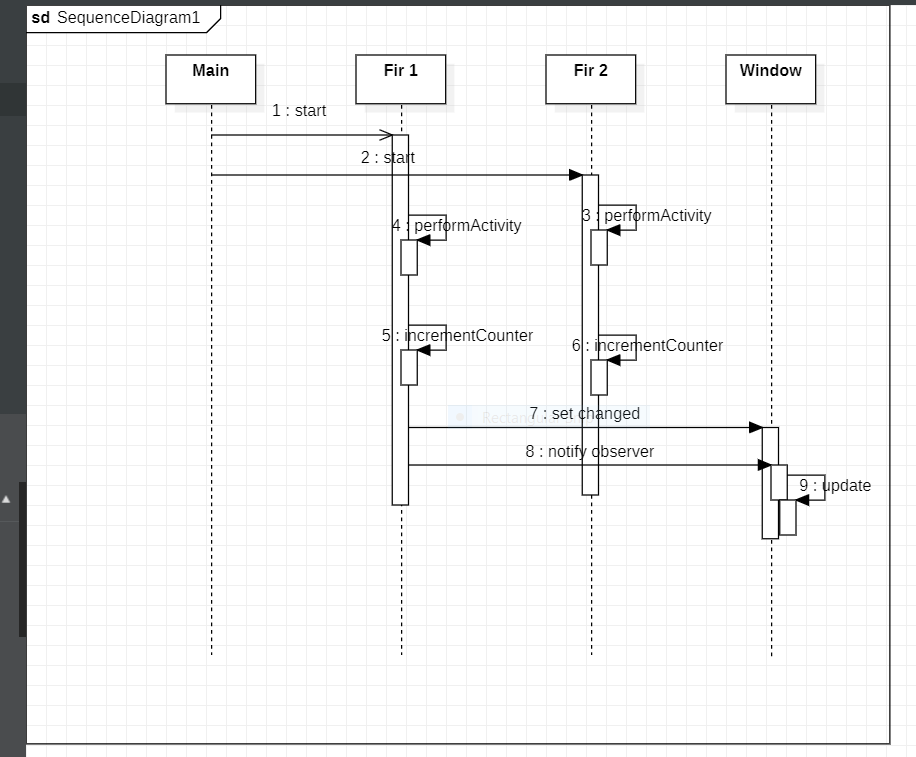 sd SequenceDiagram1
Main
Fir 1
Fir 2
Window
1 : start
2 : start
3 : performActivity
4 : performActivity
5 : incrementCounter
6 : incrementCounter
7 : set changed
8 : notify observer
9 : update